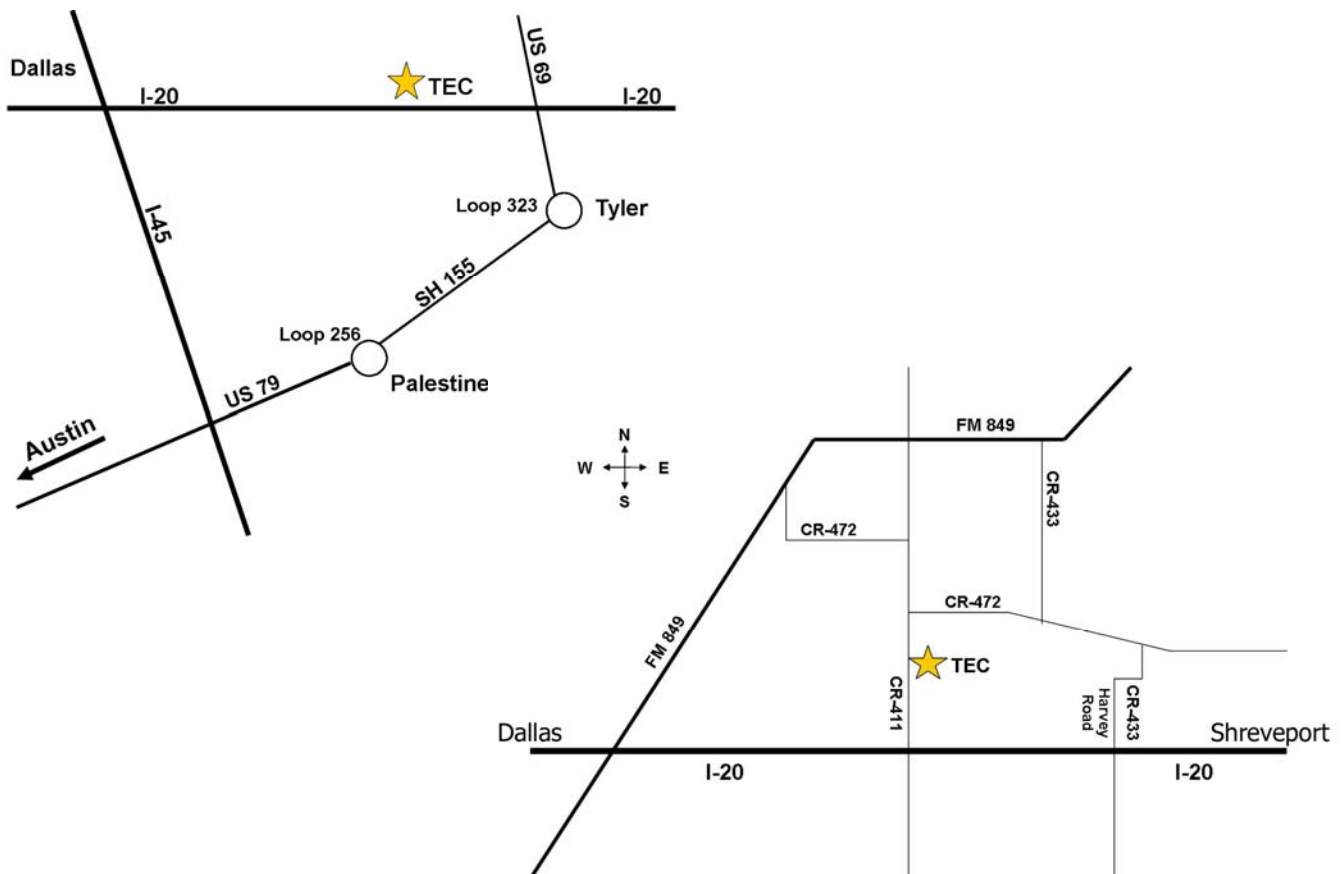 US 69
Dallas
TEC
I-20
I-20
I-45
Loop 323
Tyler
SH 155
Loop 256
Palestine
US 79
Austin
N
W
E
S
FM 849
CR-433
CR-472
CR-472
FM 849
TEC
CR-411
Harvey
Road
CR-433
Dallas
Shreveport
I-20
I-20